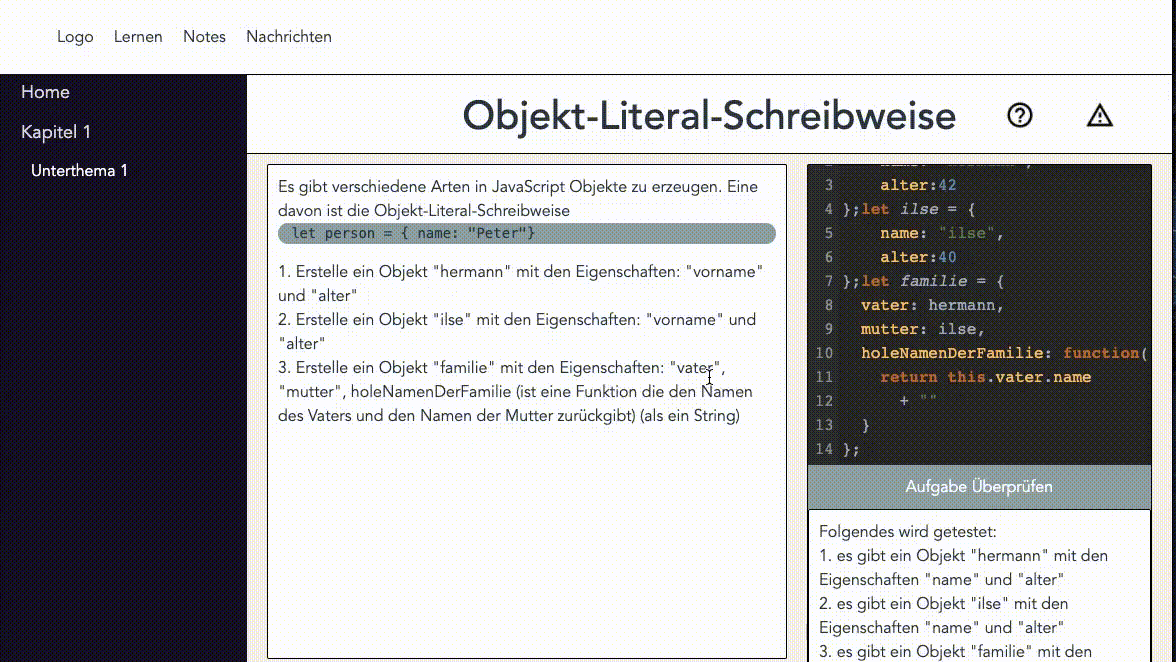 Logo Lernen Notes Nachrichten
Home
Kapitel 1
Unterthema 1
Objekt-Literal-Schreibweise
Es gibt verschiedene Arten in JavaScript Objekte zu erzeugen. Eine
davon ist die Objekt-Literal-Schreibweise
let person = { name: "Peter"}
1. Erstelle ein Objekt "hermann" mit den Eigenschaften: "vorname"
und "alter"
2. Erstelle ein Objekt "ilse" mit den Eigenschaften: "vorname" und
"alter"
3. Erstelle ein Objekt "familie" mit den Eigenschaften: "vater",
"mutter", holeNamenDerFamilie (ist eine Funktion die den Namen
des Vaters und den Namen der Mutter zurückgibt) (als ein String)
3 alter:42
4 };let ilse = {
5 name: "ilse",
6 alter:40
7 };let familie = {
8 vater: hermann,
9 mutter: ilse,
10 holeNamenDerFamilie: function(
11 return this.vater.name
12 + ""
13 }
14 };
Aufgabe Überprüfen
Folgendes wird getestet:
1. es gibt ein Objekt "hermann" mit den
Eigenschaften "name" und "alter"
2. es gibt ein Objekt "ilse" mit den
Eigenschaften "name" und "alter"
3. es gibt ein Objekt "familie" mit den